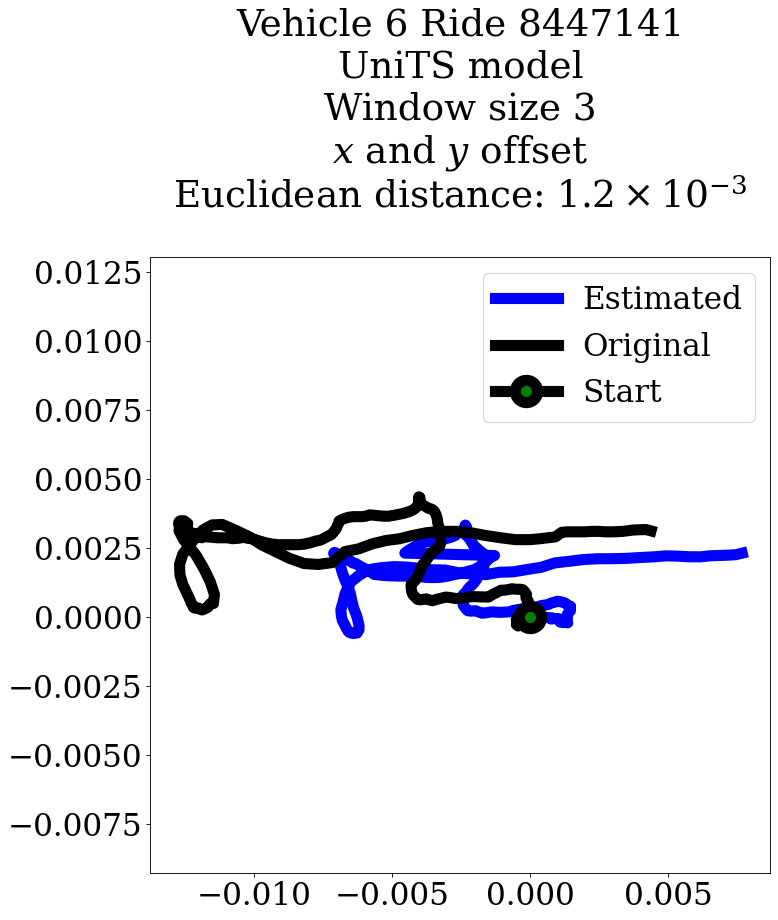 Vehicle 6 Ride 8447141
UniTS model
Window size 3
x and y offset
Euclidean distance: 1.2 × 10⁻³
0.0125
0.0100
0.0075
0.0050
0.0025
0.0000
−0.0025
−0.0050
−0.0075
Estimated
Original
Start
−0.010 −0.005 0.000 0.005